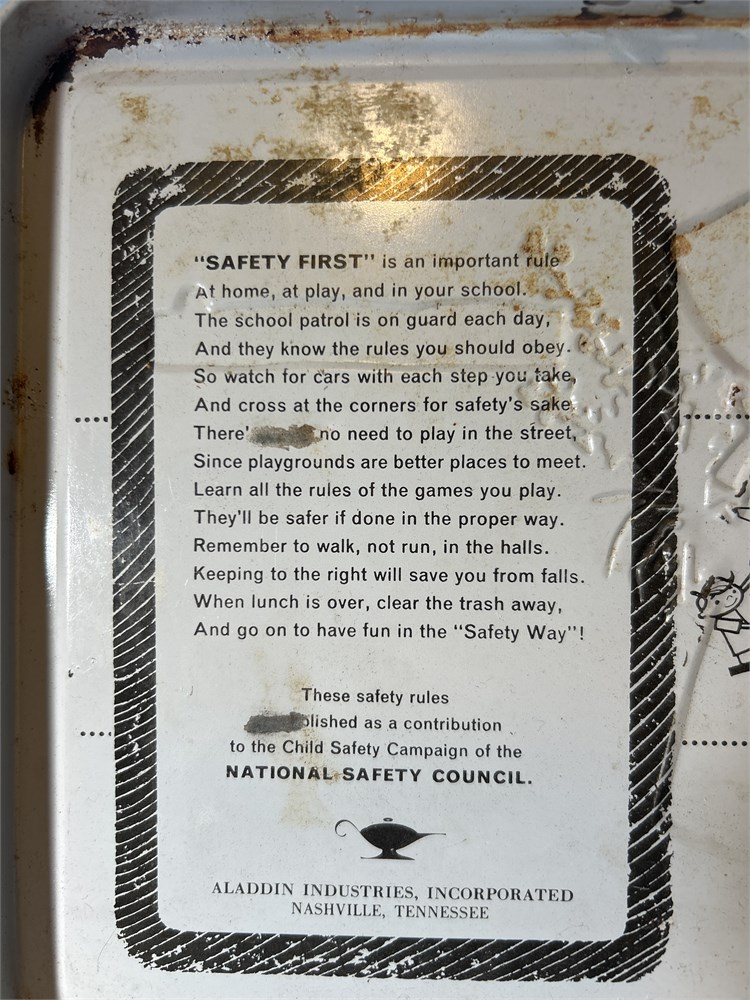 "SAFETY FIRST" is an important rule
At home, at play, and in your school.
The school patrol is on guard each day,
And they know the rules you should obey.
So watch for cars with each step you take,
And cross at the corners for safety's sake.
There' no need to play in the street,
Since playgrounds are better places to meet.
Learn all the rules of the games you play.
They'll be safer if done in the proper way.
Remember to walk, not run, in the halls.
Keeping to the right will save you from falls.
When lunch is over, clear the trash away,
And go on to have fun in the "Safety Way"!
These safety rules
lished as a contribution
to the Child Safety Campaign of the
NATIONAL SAFETY COUNCIL.
ALADDIN INDUSTRIES, INCORPORATED
NASHVILLE, TENNESSEE